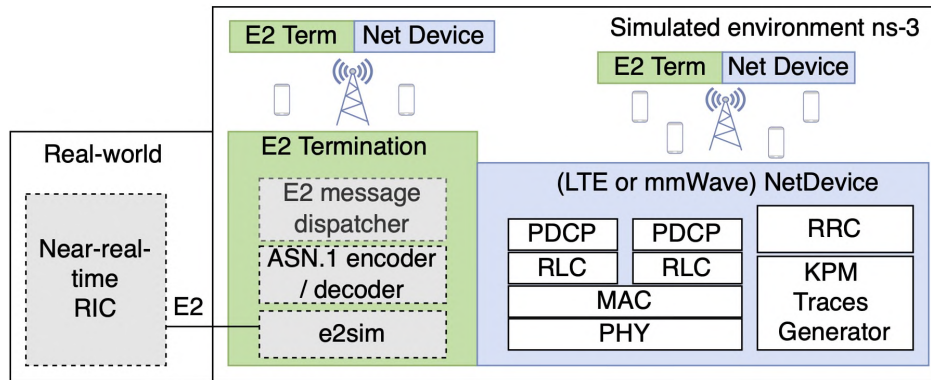 Simulated environment ns-3
E2 Term
Net Device
E2 Term
Net Device
Real-world
Near-real-
time
RIC
E2
E2 Termination
E2 message
dispatcher
ASN.1 encoder
/ decoder
e2sim
(LTE or mmWave) NetDevice
PDCP
PDCP
RLC
RLC
MAC
PHY
RRC
KPM
Traces
Generator